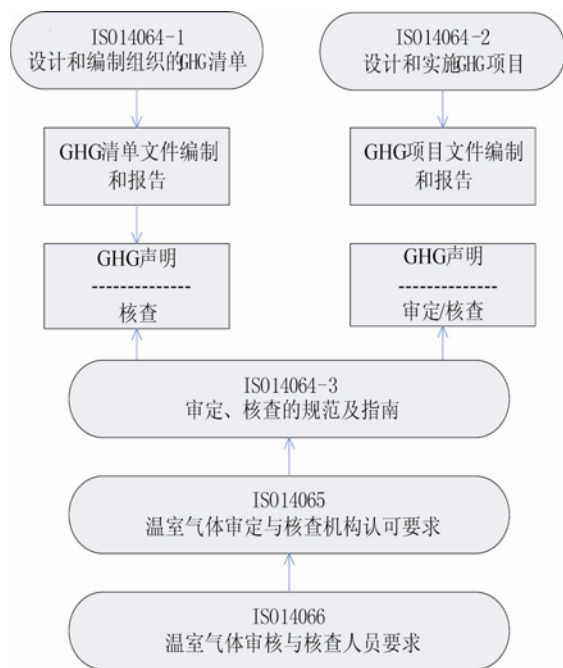 ISO14064-1
设计和编制组织的GHG清单
ISO14064-2
设计和实施GHG项目
GHG清单文件编制
和报告
GHG项目文件编制
和报告
GHG声明
--------------
核查
GHG声明
--------------
审定/核查
ISO14064-3
审定、核查的规范及指南
ISO14065
温室气体审定与核查机构认可要求
ISO14066
温室气体审核与核查人员要求